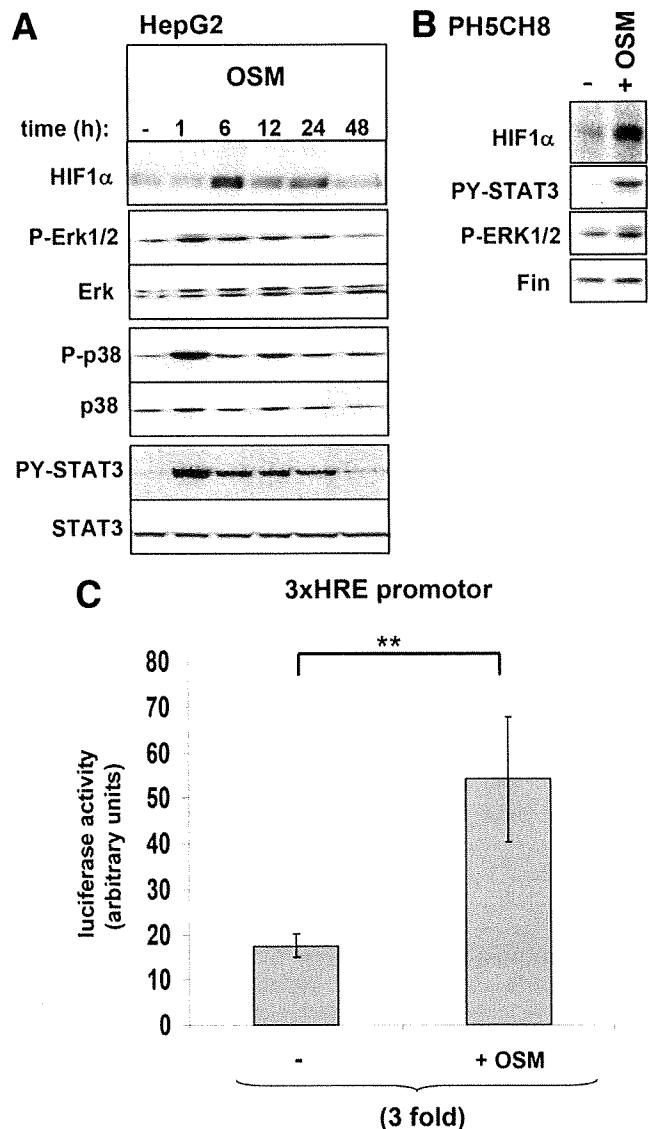 A HepG2
OSM
time (h): - 1 6 12 24 48
HIF1α
P-Erk1/2
Erk
P-p38
p38
PY-STAT3
STAT3
B PH5CH8
- + OSM
HIF1α
PY-STAT3
P-ERK1/2
Fin
C 3xHRE promotor
**
luciferase activity
(arbitrary units)
80
70
60
50
40
30
20
10
0
- + OSM
(3 fold)